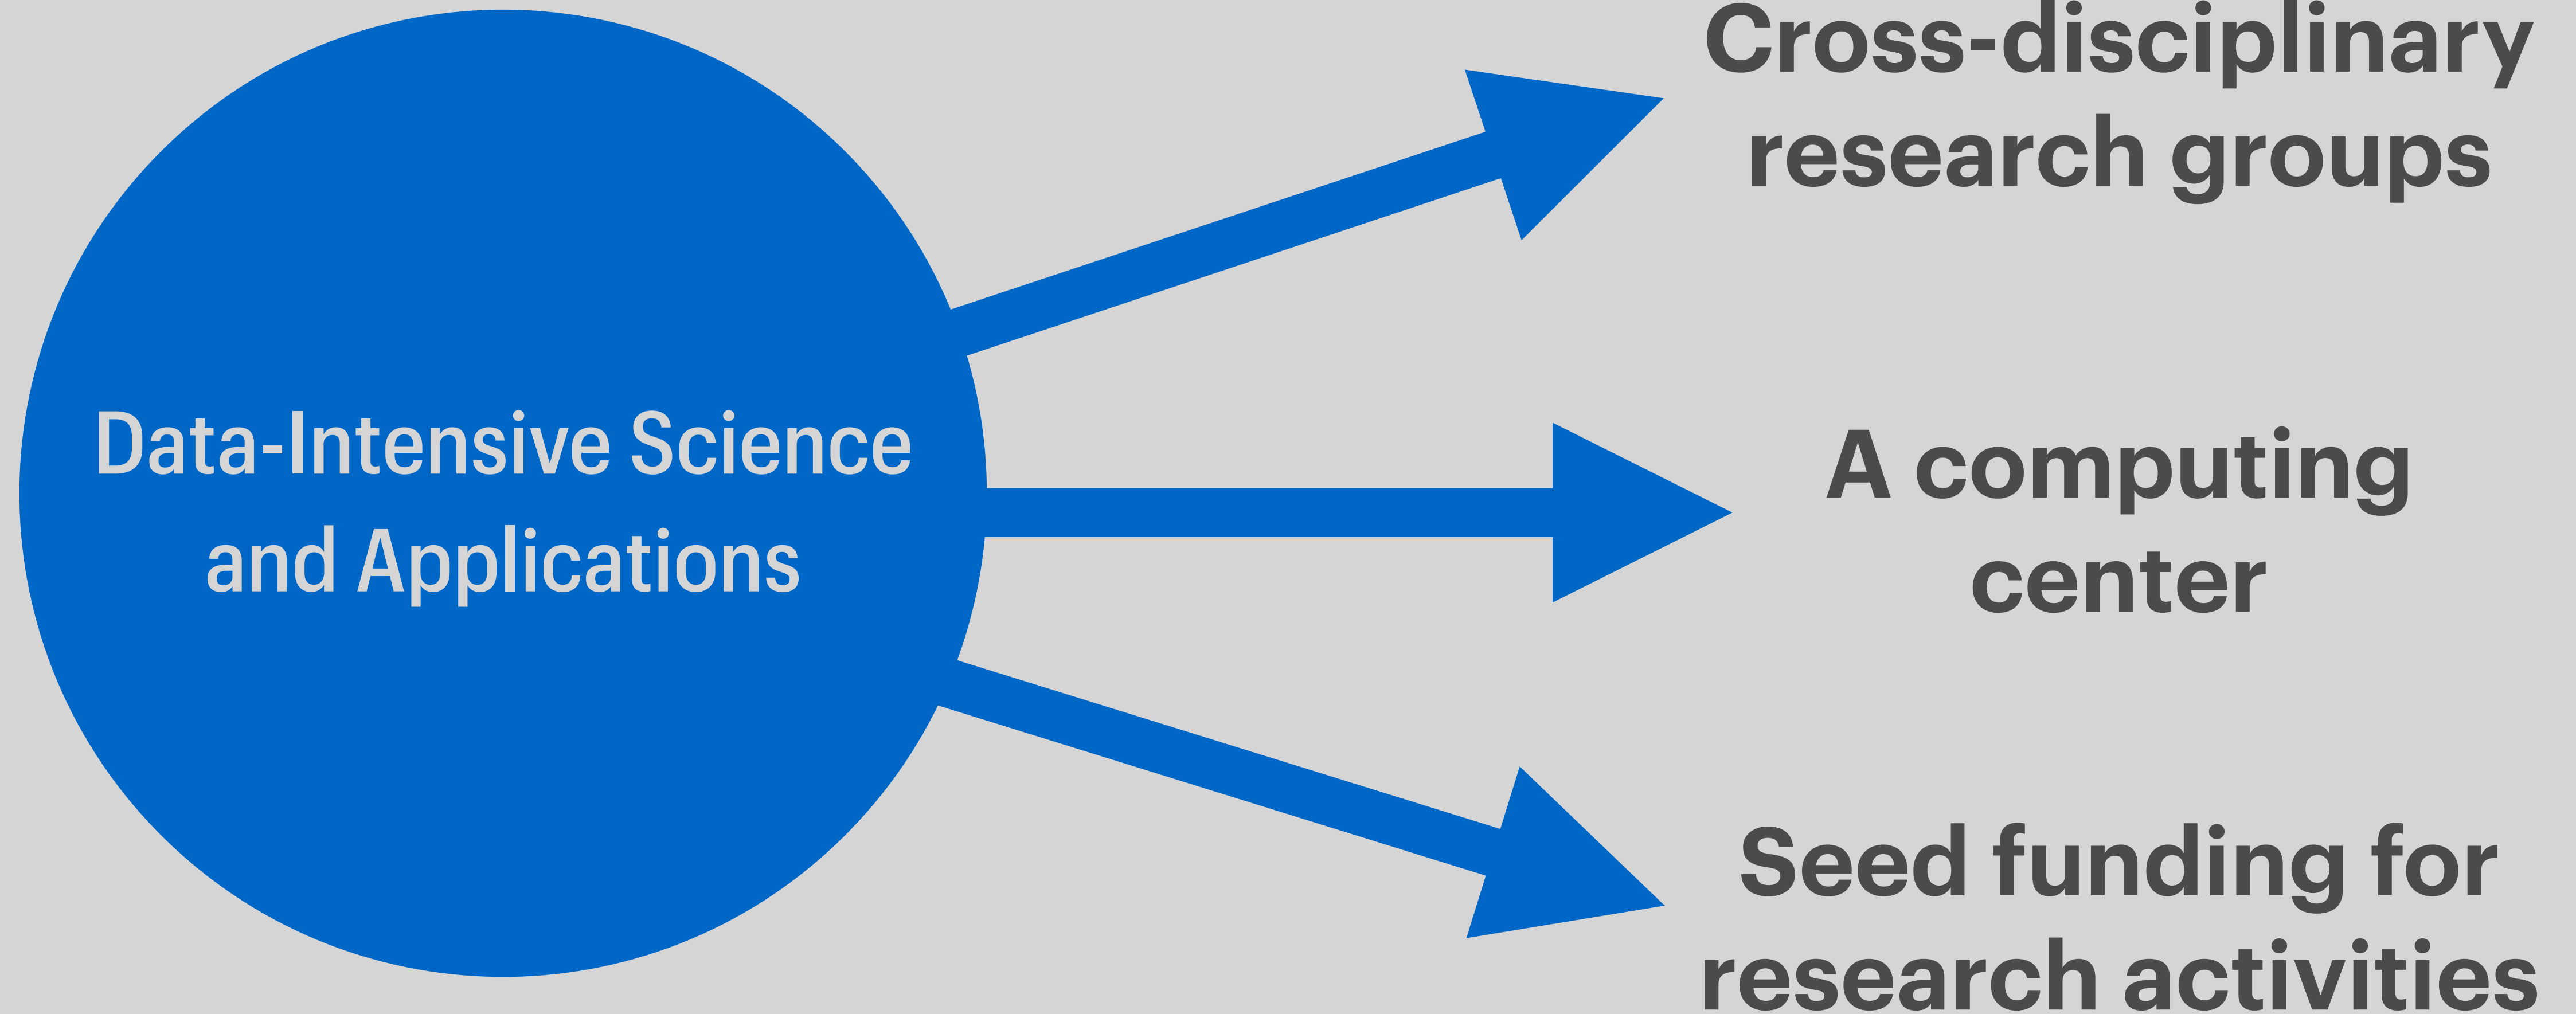 Data-Intensive Science
and Applications
Cross-disciplinary
research groups
A computing
center
Seed funding for
research activities